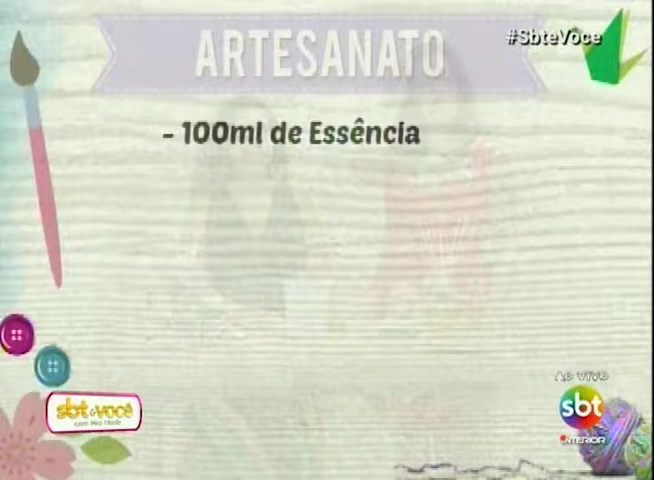 ARTESANATO
#SbteVoce
- 100ml de Essência
sbt e você
AO VIVO
sbt
INTERIOR